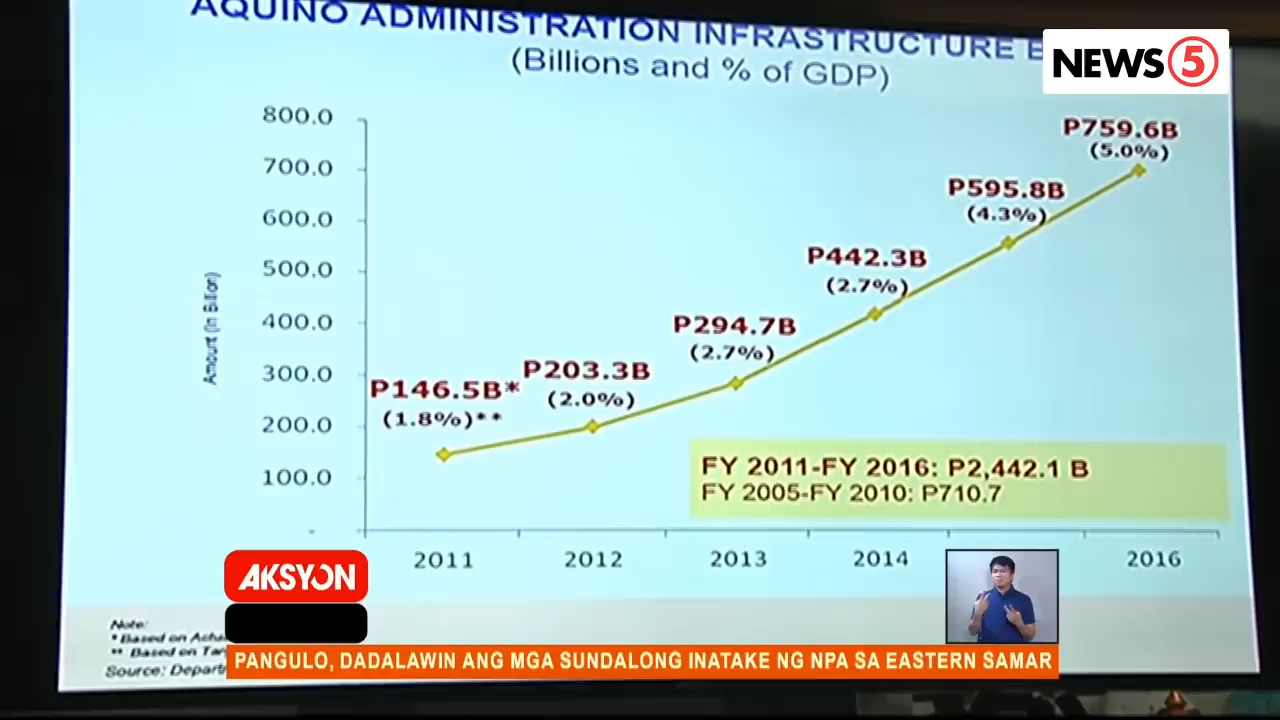 AQUINO ADMINISTRATION INFRASTRUCTURE
(Billions and % of GDP)
NEWS 5
800.0
700.0
600.0
500.0
400.0
300.0
200.0
100.0
-
Amount (In Billion)
P146.5B*
(1.8%)**
P203.3B
(2.0%)
P294.7B
(2.7%)
P442.3B
(2.7%)
P595.8B
(4.3%)
P759.6B
(5.0%)
FY 2011-FY 2016: P2,442.1 B
FY 2005-FY 2010: P710.7
2011 2012 2013 2014 2016
Note:
* Based on
** Based on
Source:
AKSYON
PANGULO, DADALAWIN ANG MGA SUNDALONG INATAKE NG NPA SA EASTERN SAMAR